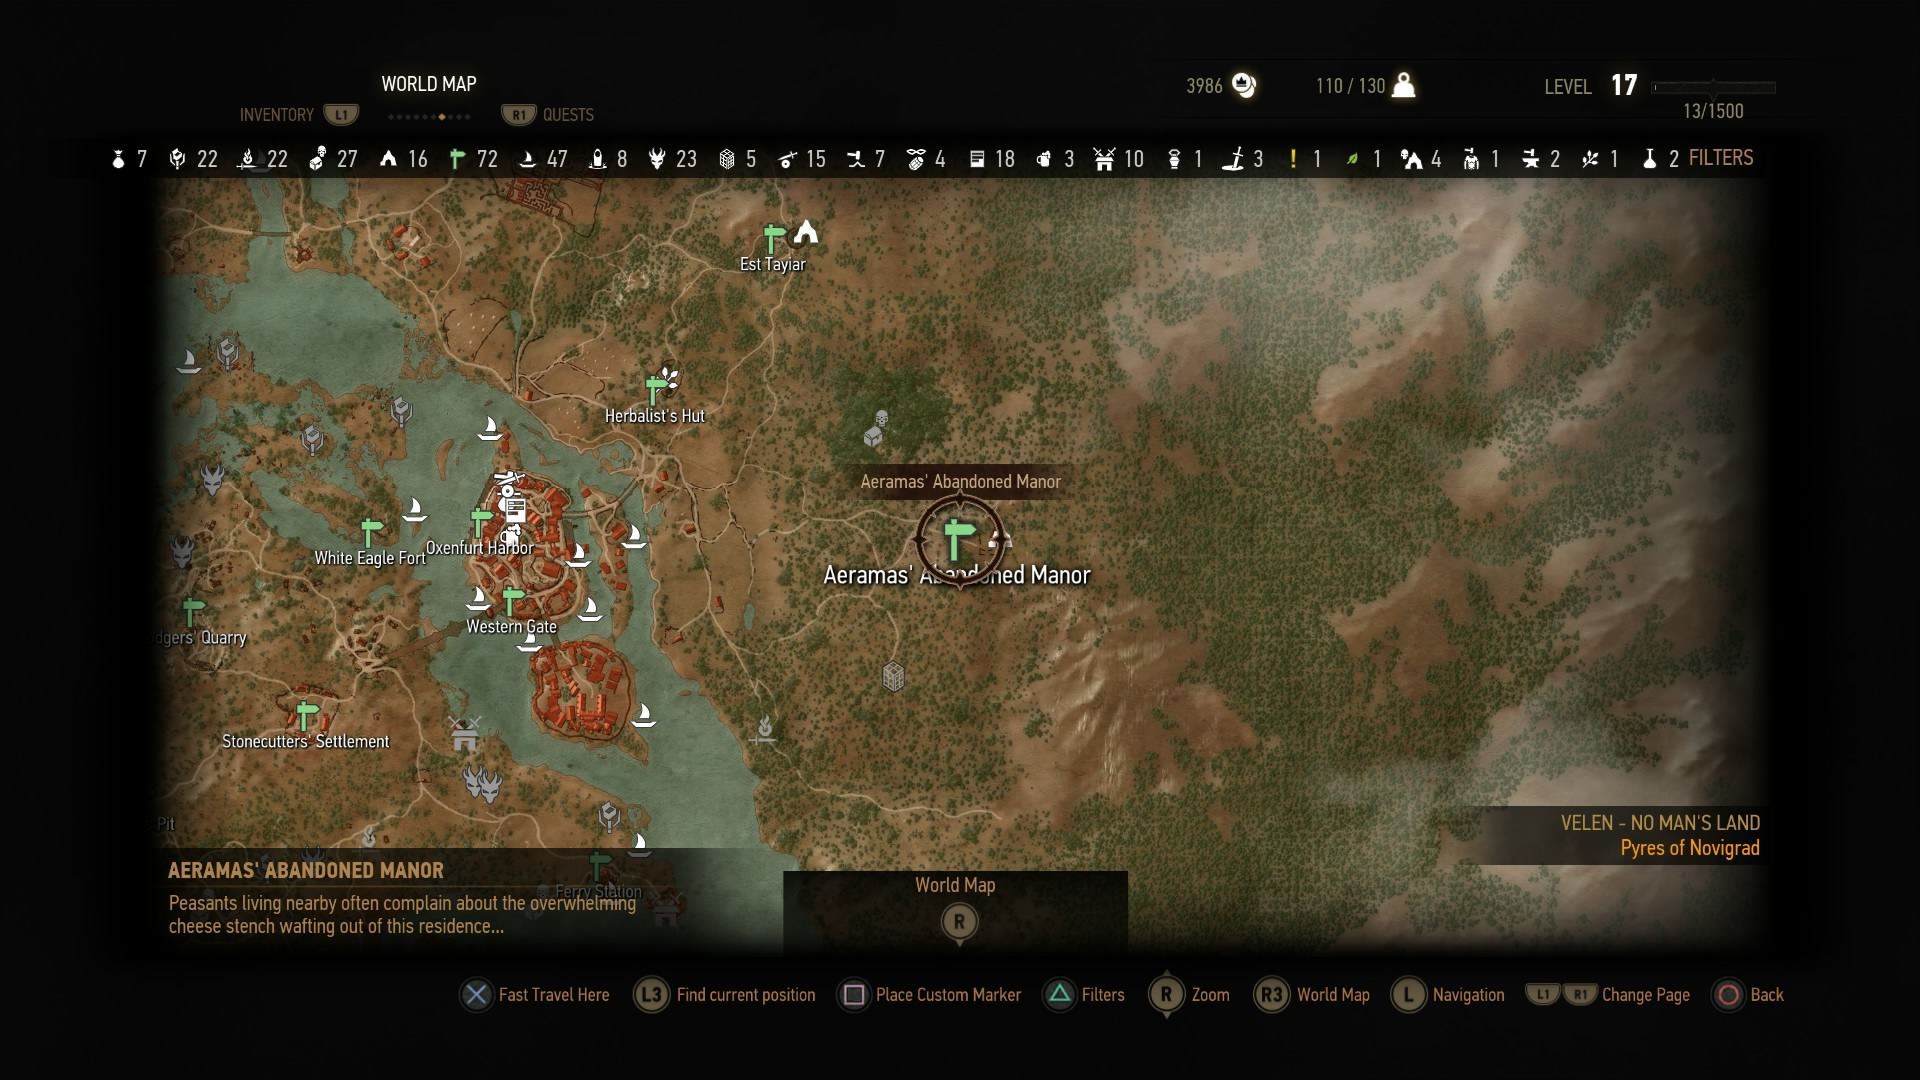 WORLD MAP
3986
110 / 130
LEVEL 17
INVENTORY L1
R1 QUESTS
13/1500
7 22 22 27 16 72 47 8 23 5 15 7 4 18 3 10 1 3 1 1 4 1 2 1 2 FILTERS
Est Tayiar
Herbalist's Hut
Aeramas' Abandoned Manor
White Eagle Fort
Oxenfurt Harbor
Aeramas' Abandoned Manor
Western Gate
dgers' Quarry
Stonecutters' Settlement
Pit
VELEN - NO MAN'S LAND
Pyres of Novigrad
AERAMAS' ABANDONED MANOR
Ferry Station
Peasants living nearby often complain about the overwhelming
cheese stench wafting out of this residence...
World Map
R
Fast Travel Here
L3 Find current position
Place Custom Marker
Filters
R Zoom
R3 World Map
L Navigation
L1 R1 Change Page
Back